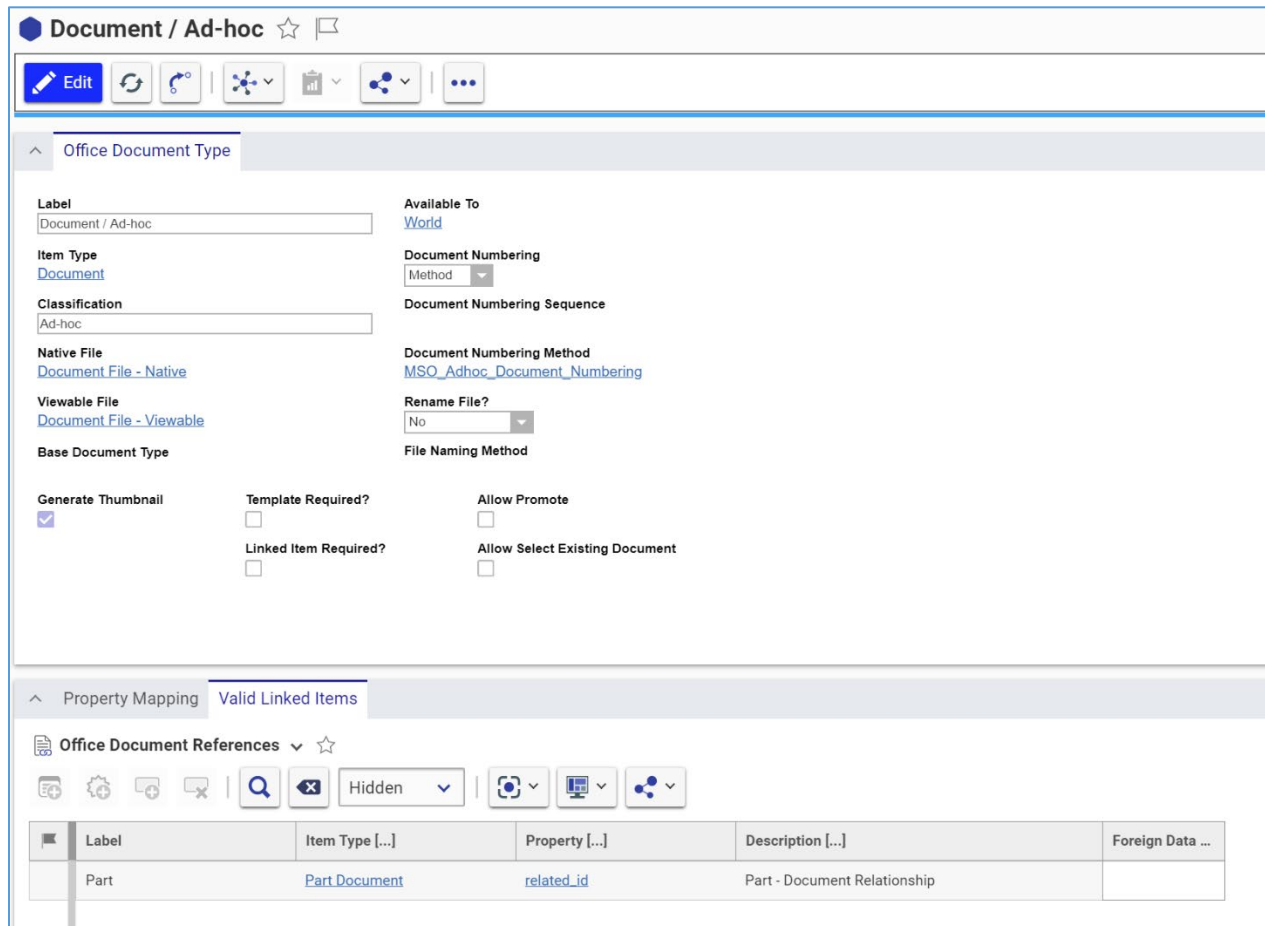 Document / Ad-hoc
Edit
Office Document Type
Label
Document / Ad-hoc
Available To
World
Item Type
Document
Document Numbering
Method
Classification
Ad-hoc
Document Numbering Sequence
Native File
Document File - Native
Document Numbering Method
MSO_Adhoc_Document_Numbering
Viewable File
Document File - Viewable
Rename File?
No
Base Document Type
File Naming Method
Generate Thumbnail
Template Required?
Allow Promote
Linked Item Required?
Allow Select Existing Document
Property Mapping Valid Linked Items
Office Document References
Hidden
Label Item Type [...] Property [...] Description [...] Foreign Data ...
Part Part Document related_id Part - Document Relationship